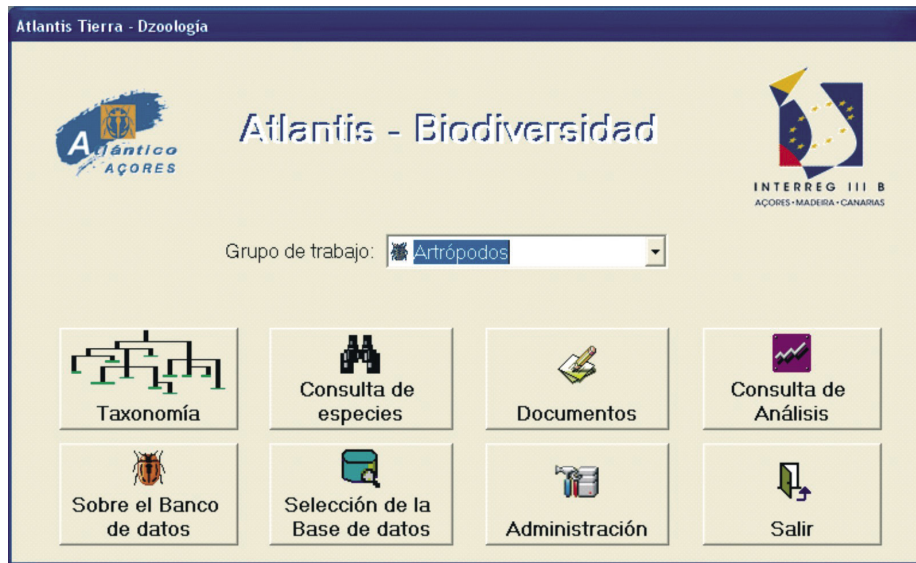 Atlantis Tierra - Dzoología
Atlántico
AÇORES
Atlantis - Biodiversidad
INTERREG III B
AÇORES•MADEIRA•CANARIAS
Grupo de trabajo: Artrópodos
Taxonomía
Consulta de
especies
Documentos
Consulta de
Análisis
Sobre el Banco
de datos
Selección de la
Base de datos
Administración
Salir